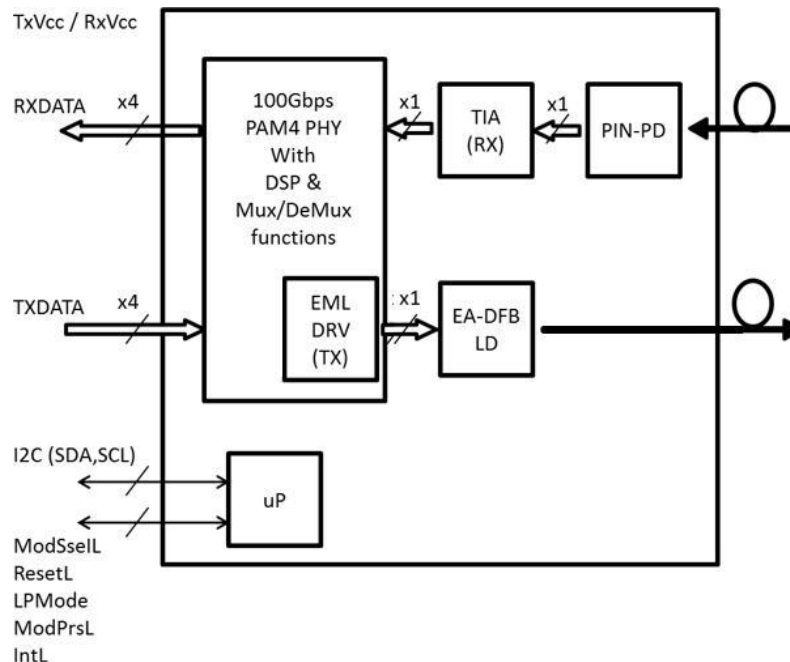 TxVcc / RxVcc
RXDATA
x4
100Gbps
PAM4 PHY
With
DSP &
Mux/DeMux
functions
x1
TIA
(RX)
x1
PIN-PD
TXDATA
x4
EML
DRV
(TX)
: x1
EA-DFB
LD
I2C (SDA,SCL)
uP
ModSselL
ResetL
LPMode
ModPrsL
IntL